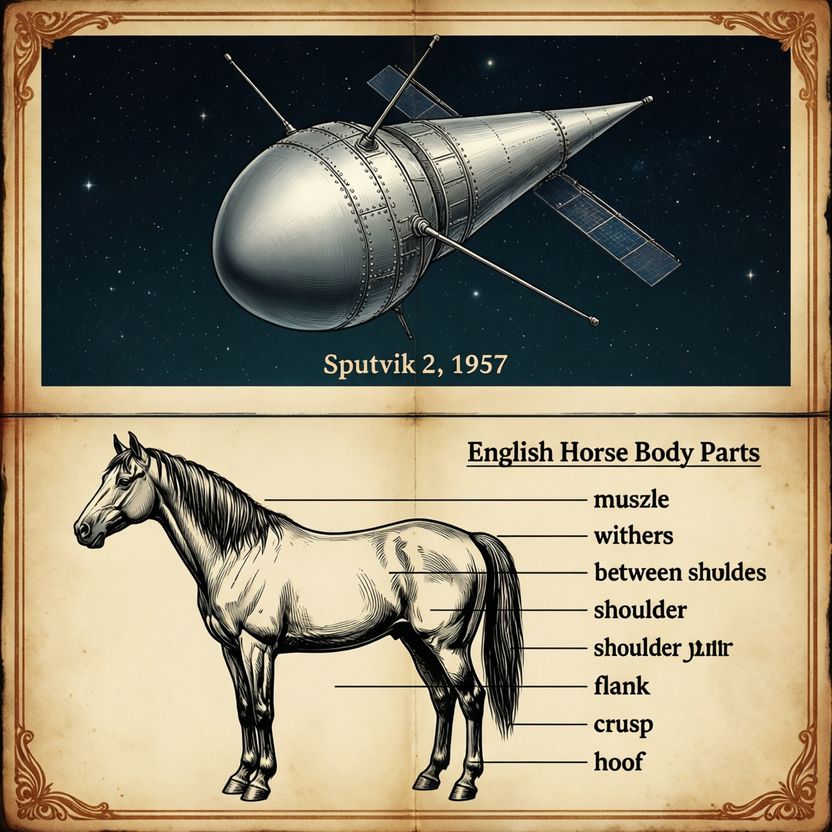 Sputvik 2, 1957
English Horse Body Parts
muszle
withers
between shuldes
shoulder
shoulder
flank
crusp
hoof